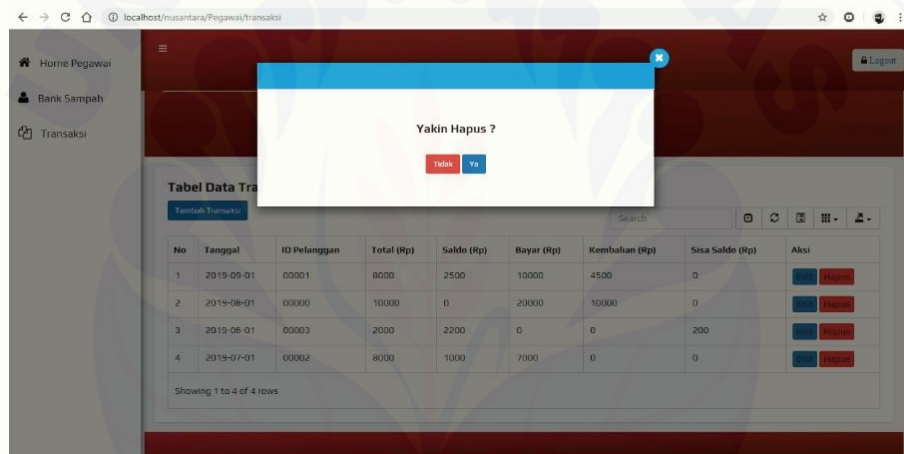 localhost/nusantara/Pegawai/transaksi
Home Pegawai
Logout
Bank Sampah
Transaksi
Yakin Hapus ?
Tidak Ya
Tabel Data Tra
Tambah Transaksi
Search
No Tanggal ID Pelanggan Total (Rp) Saldo (Rp) Bayar (Rp) Kembalian (Rp) Sisa Saldo (Rp) Aksi
1 2019-09-01 00001 8000 2500 10000 4500 0 Edit Hapus
2 2019-08-01 00000 10000 0 20000 10000 0 Edit Hapus
3 2019-06-01 00003 2000 2200 0 0 200 Edit Hapus
4 2019-07-01 00002 8000 1000 7000 0 0 Edit Hapus
Showing 1 to 4 of 4 rows